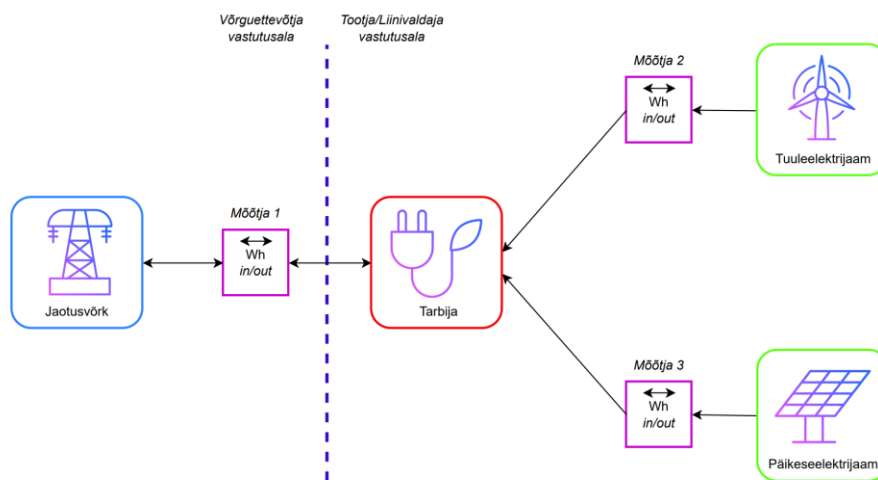 Võrguettevõtja
vastutusala
Tootja/Liinivaldaja
vastutusala
Mõõtja 2
Wh
in/out
Tuuleelektrijaam
Mõõtja 1
Wh
in/out
Jaotusvõrk
Tarbija
Mõõtja 3
Wh
in/out
Päikeseelektrijaam